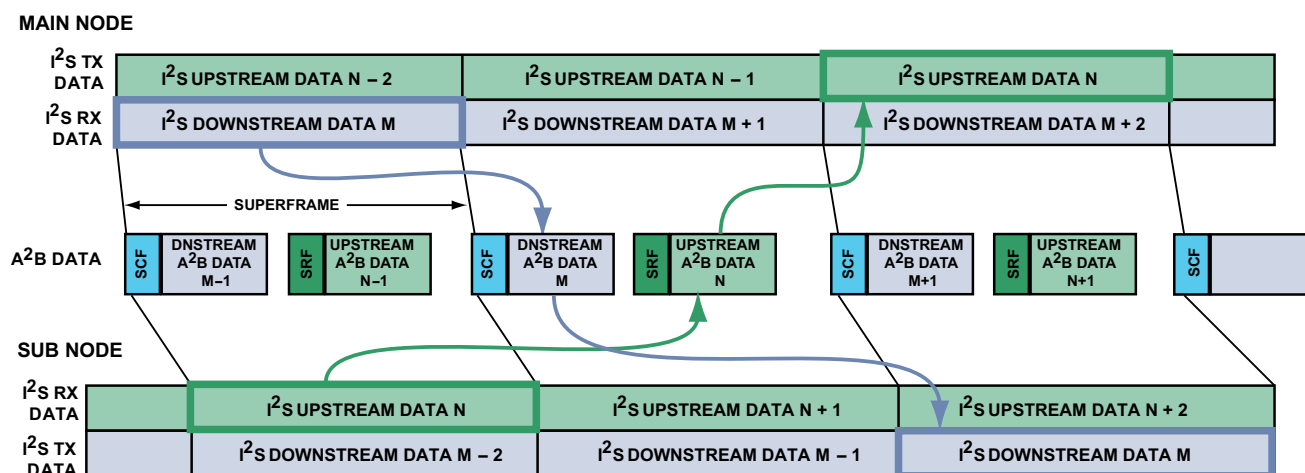 MAIN NODE
I²S TX DATA
I²S UPSTREAM DATA N – 2
I²S UPSTREAM DATA N – 1
I²S UPSTREAM DATA N
I²S RX DATA
I²S DOWNSTREAM DATA M
I²S DOWNSTREAM DATA M + 1
I²S DOWNSTREAM DATA M + 2
SUPERFRAME
A²B DATA
SCF
DNSTREAM
A²B DATA
M–1
SRF
UPSTREAM
A²B DATA
N–1
SCF
DNSTREAM
A²B DATA
M
SRF
UPSTREAM
A²B DATA
N
SCF
DNSTREAM
A²B DATA
M+1
SRF
UPSTREAM
A²B DATA
N+1
SCF
SUB NODE
I²S RX
DATA
I²S UPSTREAM DATA N
I²S UPSTREAM DATA N + 1
I²S UPSTREAM DATA N + 2
I²S TX
DATA
I²S DOWNSTREAM DATA M – 2
I²S DOWNSTREAM DATA M – 1
I²S DOWNSTREAM DATA M